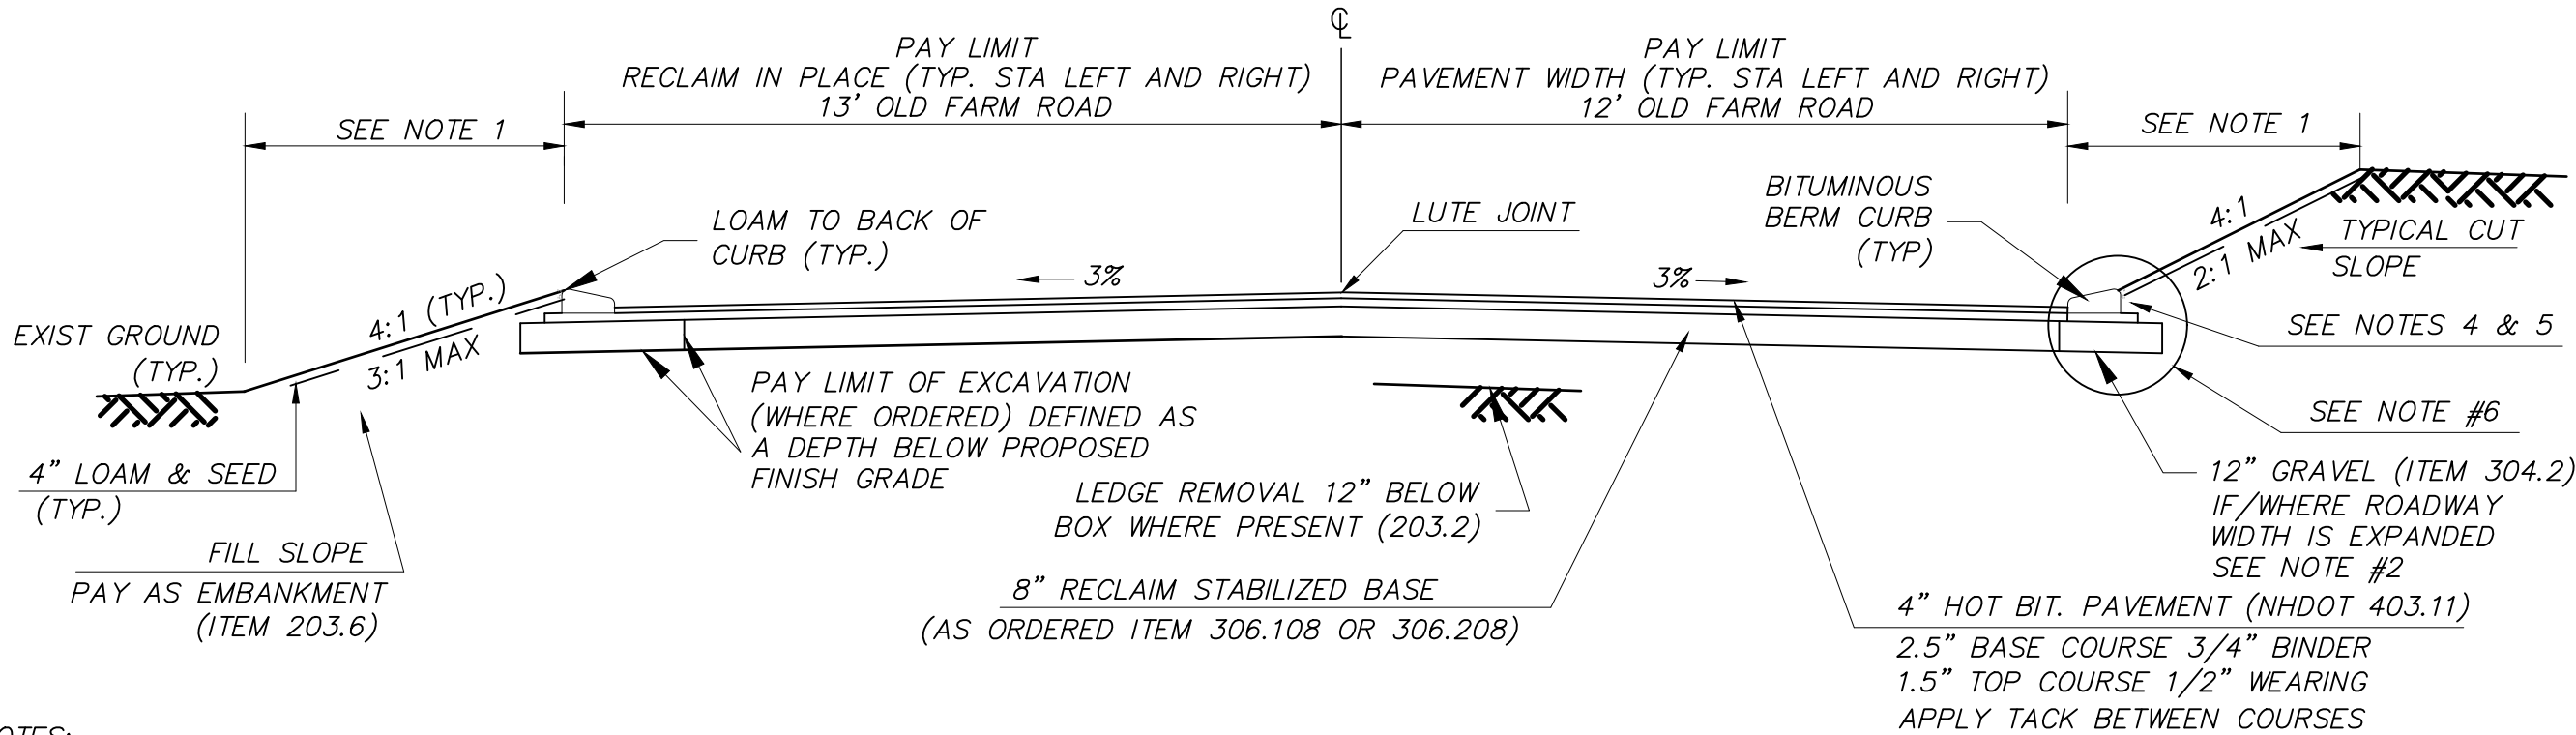 ℄
PAY LIMIT
RECLAIM IN PLACE (TYP. STA LEFT AND RIGHT)
13' OLD FARM ROAD
PAY LIMIT
PAVEMENT WIDTH (TYP. STA LEFT AND RIGHT)
12' OLD FARM ROAD
SEE NOTE 1
SEE NOTE 1
LOAM TO BACK OF
CURB (TYP.)
LUTE JOINT
BITUMINOUS
BERM CURB
(TYP)
4:1
2:1 MAX
TYPICAL CUT
SLOPE
3%
3%
4:1 (TYP.)
3:1 MAX
EXIST GROUND
(TYP.)
SEE NOTES 4 & 5
PAY LIMIT OF EXCAVATION
(WHERE ORDERED) DEFINED AS
A DEPTH BELOW PROPOSED
FINISH GRADE
SEE NOTE #6
4" LOAM & SEED
(TYP.)
LEDGE REMOVAL 12" BELOW
BOX WHERE PRESENT (203.2)
12" GRAVEL (ITEM 304.2)
IF/WHERE ROADWAY
WIDTH IS EXPANDED
SEE NOTE #2
FILL SLOPE
PAY AS EMBANKMENT
(ITEM 203.6)
8" RECLAIM STABILIZED BASE
(AS ORDERED ITEM 306.108 OR 306.208)
4" HOT BIT. PAVEMENT (NHDOT 403.11)
2.5" BASE COURSE 3/4" BINDER
1.5" TOP COURSE 1/2" WEARING
APPLY TACK BETWEEN COURSES